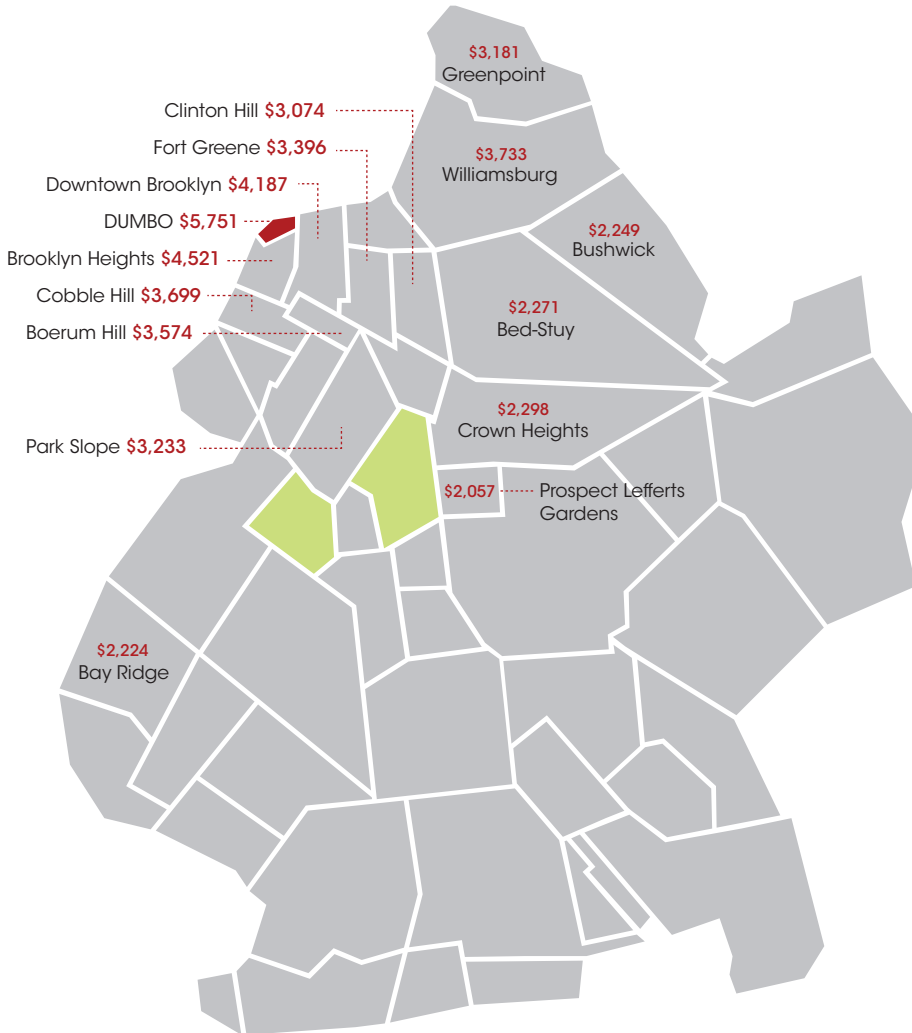 $3,181
Greenpoint
Clinton Hill $3,074
Fort Greene $3,396
$3,733
Williamsburg
Downtown Brooklyn $4,187
DUMBO $5,751
$2,249
Bushwick
Brooklyn Heights $4,521
Cobble Hill $3,699
$2,271
Bed-Stuy
Boerum Hill $3,574
$2,298
Crown Heights
Park Slope $3,233
$2,057 Prospect Lefferts
Gardens
$2,224
Bay Ridge